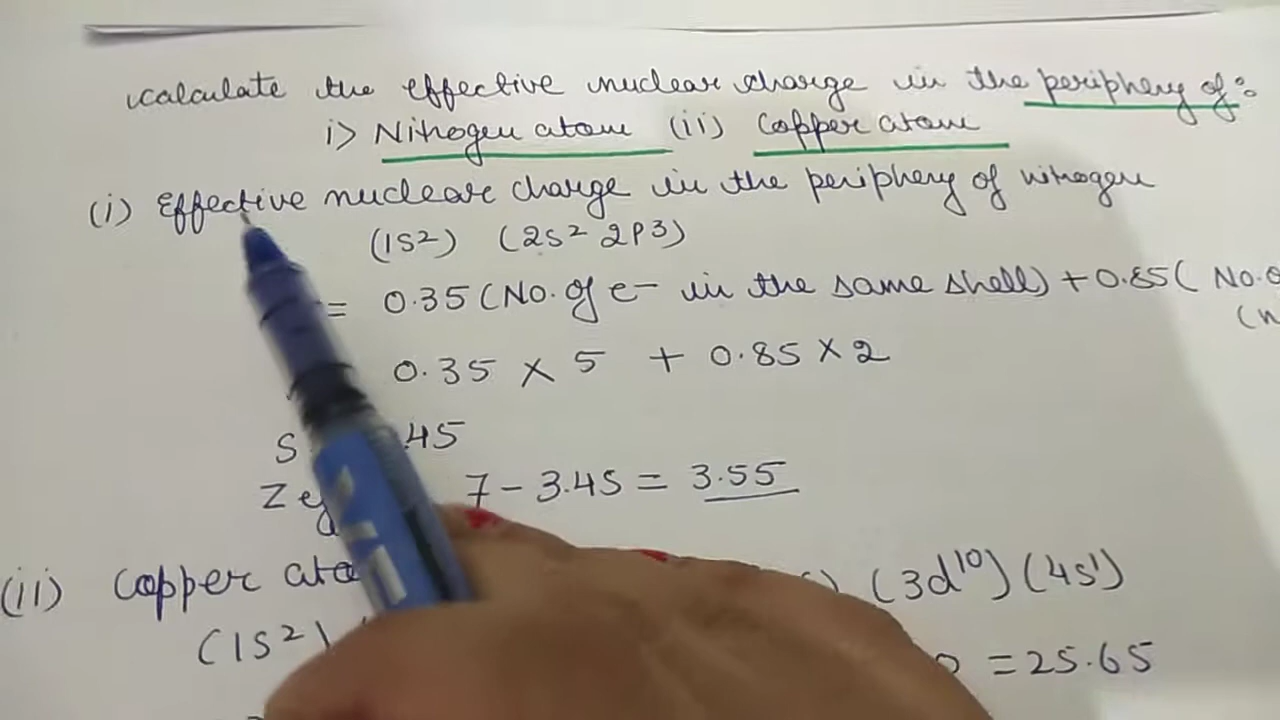 calculate the effective nuclear charge in the periphery of:
i) Nitrogen atom (ii) Copper atom
(i) Effective nuclear charge in the periphery of nitrogen
(1S²) (2S² 2P³)
= 0.35 (No. of e- in the same shell) + 0.85 ( No.
0.35 × 5 + 0.85 × 2
S 45
Z 7 - 3.45 = 3.55
(ii) Copper (3d¹⁰) (4S¹)
(1S²) = 25.65